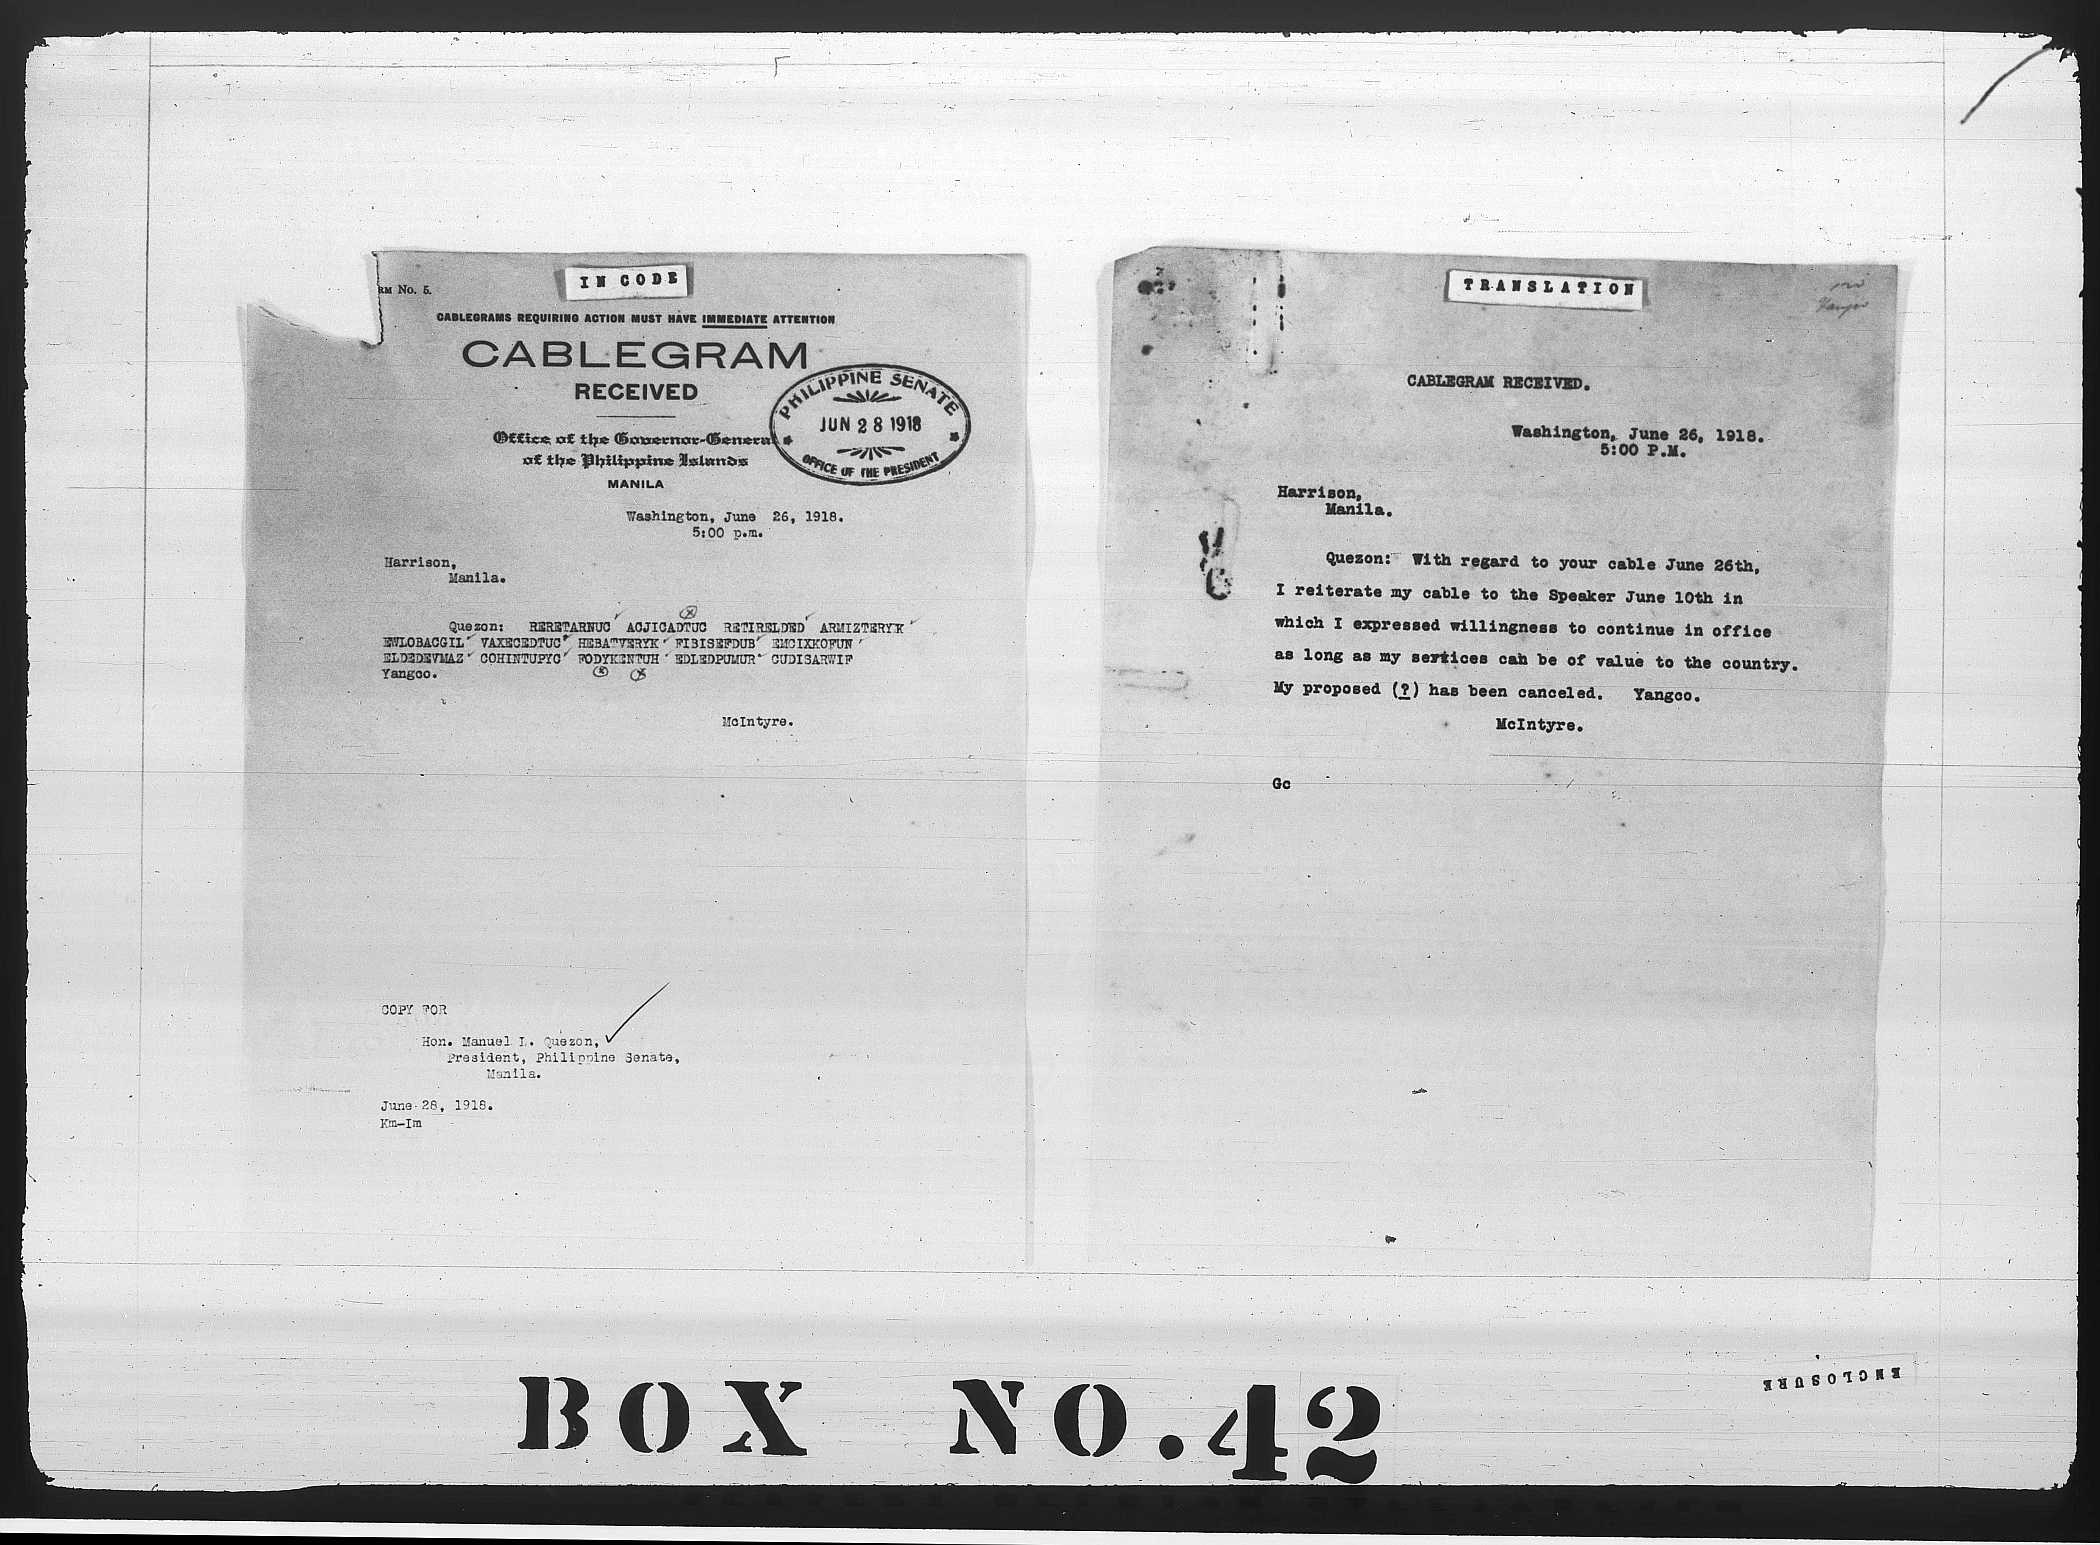 IN CODE
RM No. 5.
CABLEGRAMS REQUIRING ACTION MUST HAVE IMMEDIATE ATTENTION
CABLEGRAM
RECEIVED
PHILIPPINE SENATE
JUN 28 1918
OFFICE OF THE PRESIDENT
Office of the Governor-General
of the Philippine Islands
MANILA
Washington, June 26, 1918.
5:00 p.m.
Harrison,
Manila.
Quezon: RERETARNUC ACJICADTUC RETIRELDED ARMIZTERYK
EWLOBACGIL VAXECEDTUC HEBATVERYK FIBISEFDUB EMCIXKOFUN
ELDEDEVMAZ COHINTUPYC FODYKENTUH EDLEDPUMUR CUDISARWIF
Yangco.
McIntyre.
COPY FOR
Hon. Manuel L. Quezon,
President, Philippine Senate,
Manila.
June 28, 1918.
Km-Im
TRANSLATION
CABLEGRAM RECEIVED.
Washington, June 26, 1918.
5:00 P.M.
Harrison,
Manila.
Quezon: With regard to your cable June 26th,
I reiterate my cable to the Speaker June 10th in
which I expressed willingness to continue in office
as long as my services can be of value to the country.
My proposed (?) has been canceled. Yangco.
McIntyre.
Gc
ENCLOSURE
BOX NO. 42